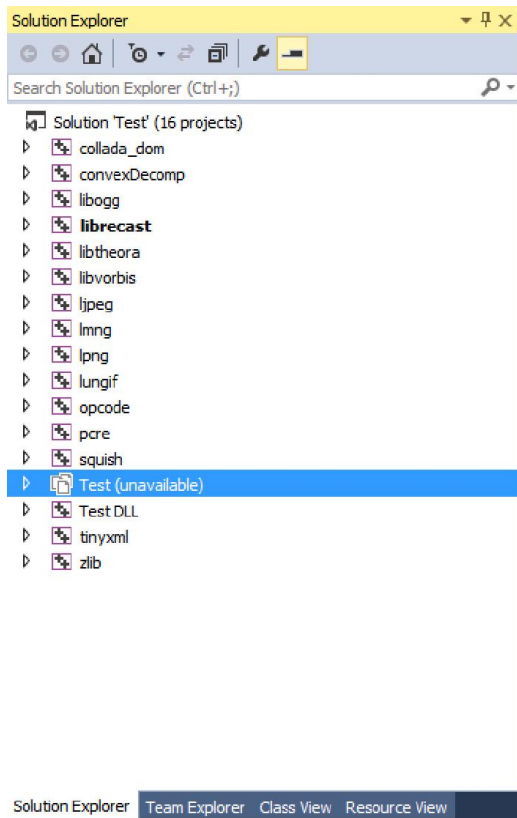 Solution Explorer
Search Solution Explorer (Ctrl+;)
Solution 'Test' (16 projects)
collada_dom
convexDecomp
libogg
librecast
libtheora
libvorbis
ljpeg
lmng
lpng
lungif
opcode
pcre
squish
Test (unavailable)
Test DLL
tinyxml
zlib
Solution Explorer Team Explorer Class View Resource View